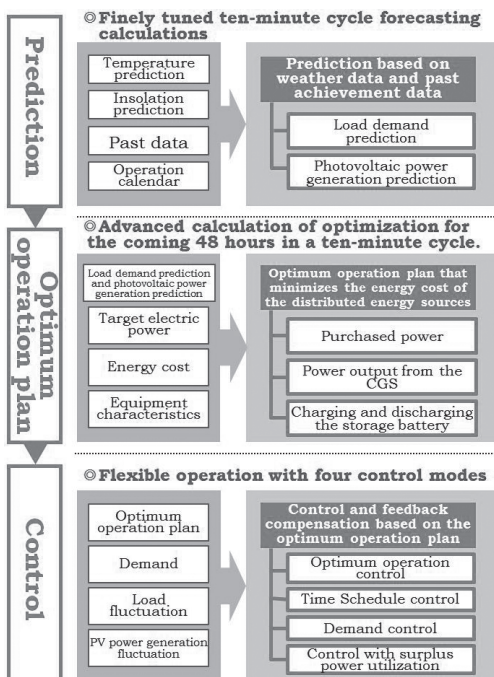 Prediction
◎Finely tuned ten-minute cycle forecasting
calculations
Temperature
prediction
Insolation
prediction
Past data
Operation
calendar
Prediction based on
weather data and past
achievement data
Load demand
prediction
Photovoltaic power
generation prediction
Optimum
operation plan
◎Advanced calculation of optimization for
the coming 48 hours in a ten-minute cycle.
Load demand prediction
and photovoltaic power
generation prediction
Target electric
power
Energy cost
Equipment
characteristics
Optimum operation plan that
minimizes the energy cost of
the distributed energy sources
Purchased power
Power output from the
CGS
Charging and discharging
the storage battery
Control
◎Flexible operation with four control modes
Optimum
operation plan
Demand
Load
fluctuation
PV power generation
fluctuation
Control and feedback
compensation based on the
optimum operation plan
Optimum operation
control
Time Schedule control
Demand control
Control with surplus
power utilization